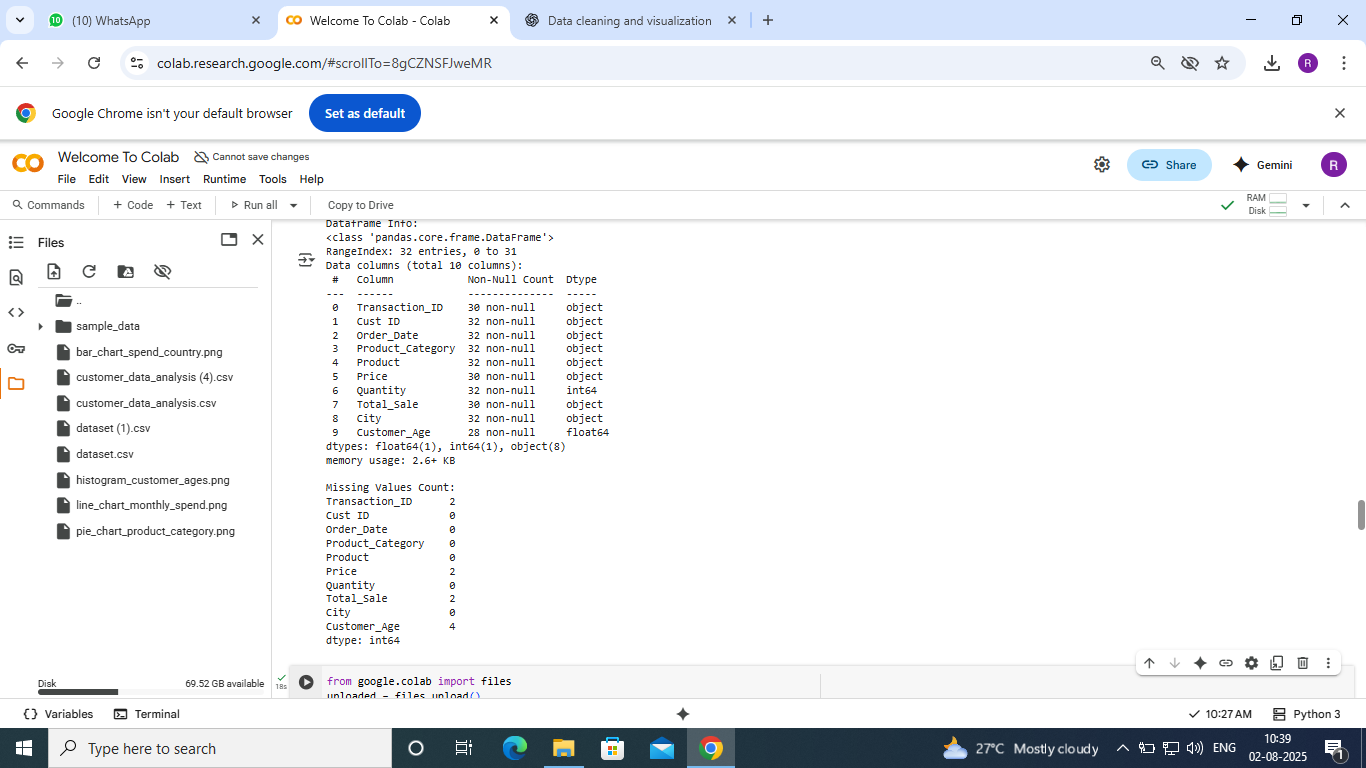 (10) WhatsApp
Welcome To Colab - Colab
Data cleaning and visualization
colab.research.google.com/#scrollTo=8gCZNSFJweMR
R
Google Chrome isn't your default browser
Set as default
Welcome To Colab
Cannot save changes
Share
Gemini
R
File Edit View Insert Runtime Tools Help
Commands + Code + Text Run all Copy to Drive
RAM
Disk
Files
..
sample_data
bar_chart_spend_country.png
customer_data_analysis (4).csv
customer_data_analysis.csv
dataset (1).csv
dataset.csv
histogram_customer_ages.png
line_chart_monthly_spend.png
pie_chart_product_category.png
Disk 69.52 GB available
Dataframe Info:
<class 'pandas.core.frame.DataFrame'>
RangeIndex: 32 entries, 0 to 31
Data columns (total 10 columns):
# Column Non-Null Count Dtype
--- ------ -------------- -----
0 Transaction_ID 30 non-null object
1 Cust ID 32 non-null object
2 Order_Date 32 non-null object
3 Product_Category 32 non-null object
4 Product 32 non-null object
5 Price 30 non-null object
6 Quantity 32 non-null int64
7 Total_Sale 30 non-null object
8 City 32 non-null object
9 Customer_Age 28 non-null float64
dtypes: float64(1), int64(1), object(8)
memory usage: 2.6+ KB
Missing Values Count:
Transaction_ID 2
Cust ID 0
Order_Date 0
Product_Category 0
Product 0
Price 2
Quantity 0
Total_Sale 2
City 0
Customer_Age 4
dtype: int64
18s
from google.colab import files
uploaded = files.upload()
Variables Terminal
10:27 AM Python 3
Type here to search
27°C Mostly cloudy
ENG
10:39
02-08-2025
1